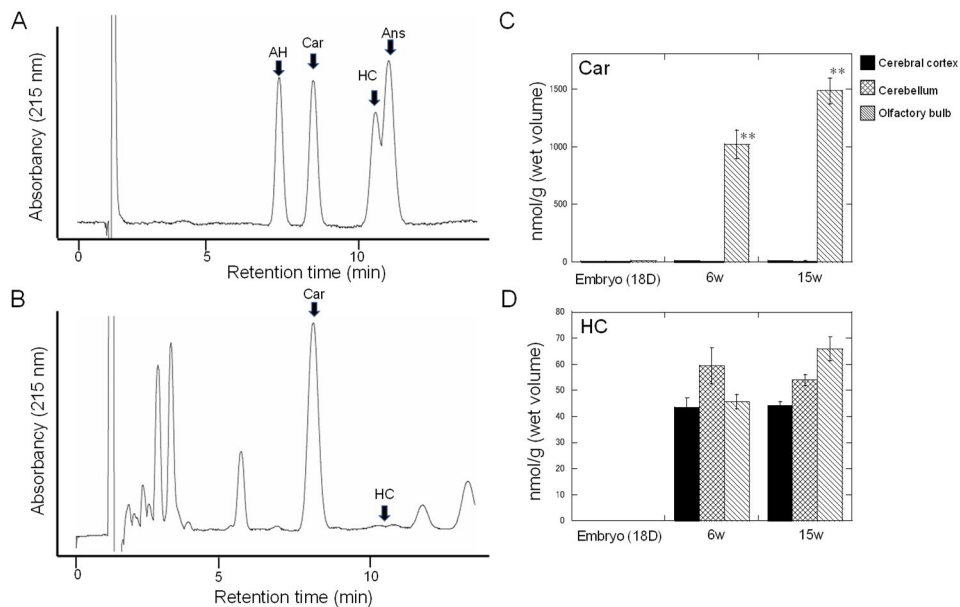 A
Absorbancy (215 nm)
AH
Car
HC
Ans
0
5
10
Retention time (min)
B
Absorbancy (215 nm)
Car
HC
0
5
10
Retention time (min)
C
nmol/g (wet volume)
Car
1500
1000
500
0
**
**
Embryo (18D)
6w
15w
Cerebral cortex
Cerebellum
Olfactory bulb
D
nmol/g (wet volume)
HC
80
70
60
50
40
30
20
10
0
Embryo (18D)
6w
15w